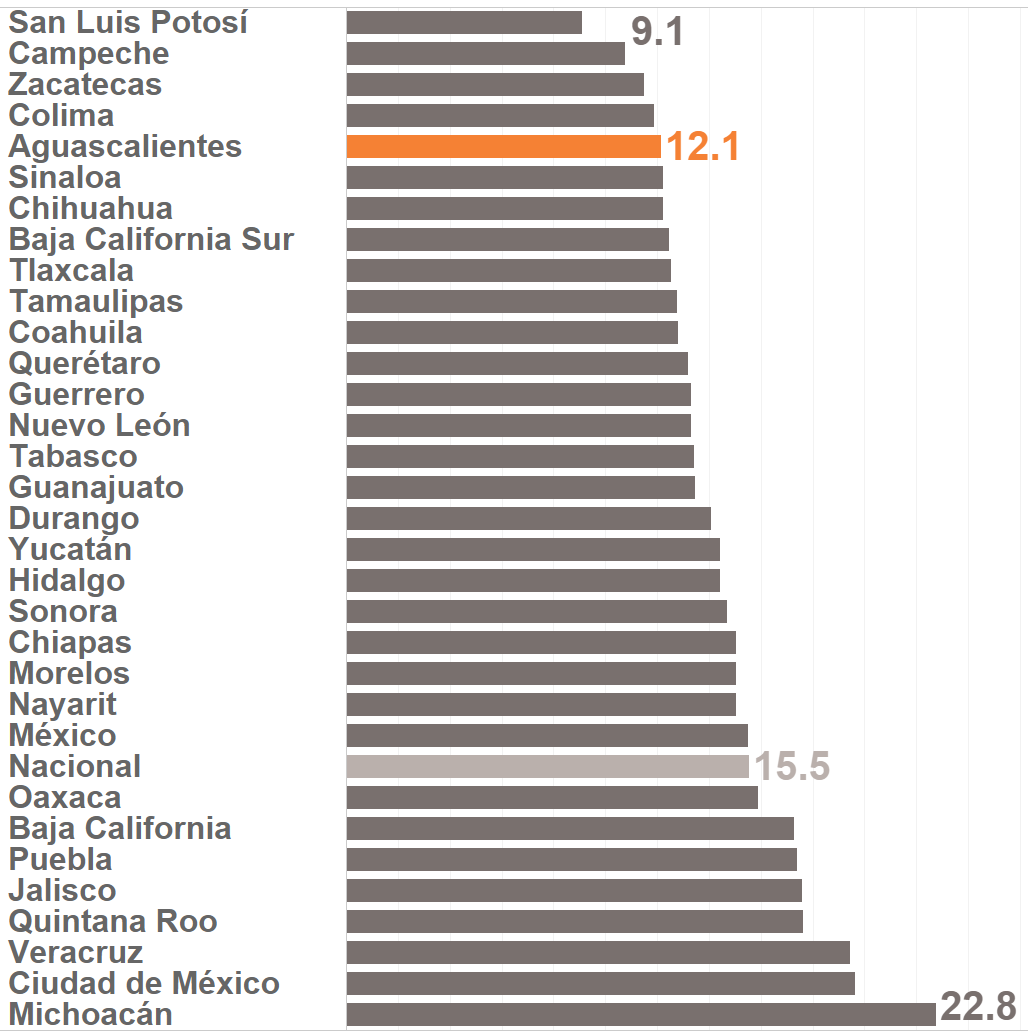 San Luis Potosí
9.1
Campeche
Zacatecas
Colima
Aguascalientes 12.1
Sinaloa
Chihuahua
Baja California Sur
Tlaxcala
Tamaulipas
Coahuila
Querétaro
Guerrero
Nuevo León
Tabasco
Guanajuato
Durango
Yucatán
Hidalgo
Sonora
Chiapas
Morelos
Nayarit
México
Nacional 15.5
Oaxaca
Baja California
Puebla
Jalisco
Quintana Roo
Veracruz
Ciudad de México
Michoacán 22.8